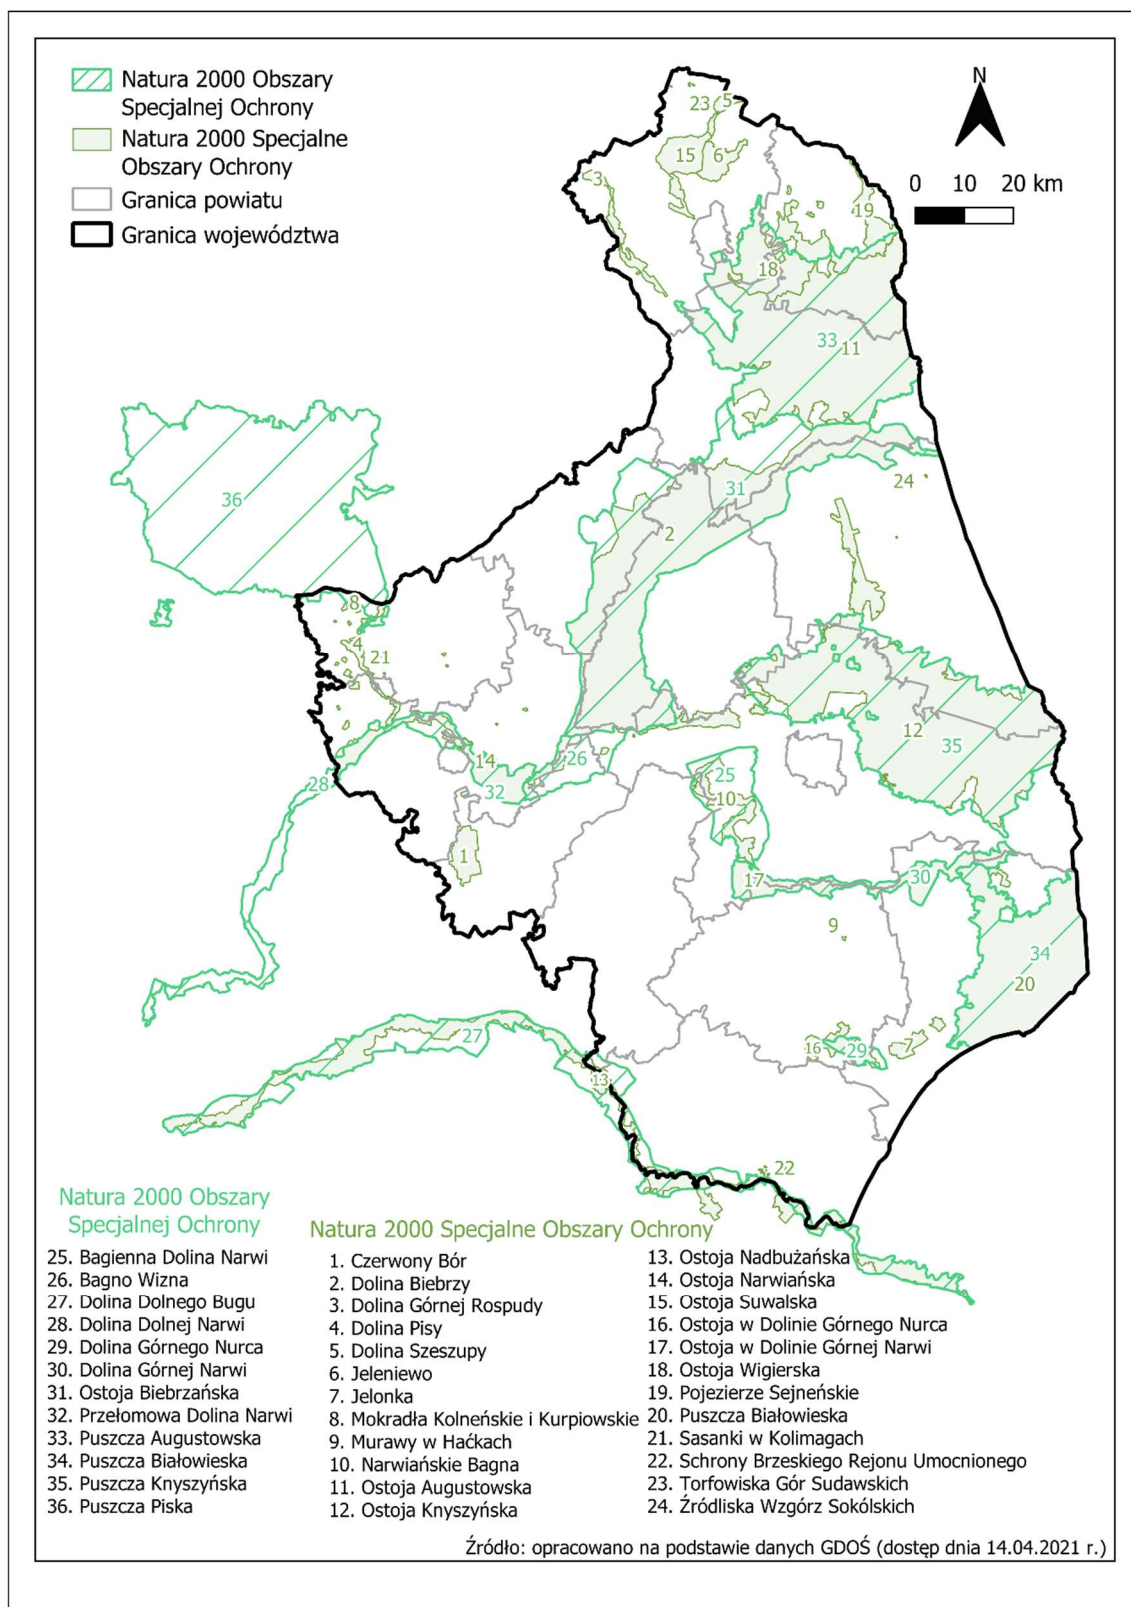 Natura 2000 Obszary
Specjalnej Ochrony
Natura 2000 Specjalne
Obszary Ochrony
Granica powiatu
Granica województwa
N
0 10 20 km
23
5
15
6
3
19
18
33
11
36
31
24
2
8
4
21
12
35
14
26
25
28
32
10
1
17
30
9
34
20
27
16
29
7
13
22
Natura 2000 Obszary
Specjalnej Ochrony
25. Bagienna Dolina Narwi
26. Bagno Wizna
27. Dolina Dolnego Bugu
28. Dolina Dolnej Narwi
29. Dolina Górnego Nurca
30. Dolina Górnej Narwi
31. Ostoja Biebrzańska
32. Przełomowa Dolina Narwi
33. Puszcza Augustowska
34. Puszcza Białowieska
35. Puszcza Knyszyńska
36. Puszcza Piska
Natura 2000 Specjalne Obszary Ochrony
1. Czerwony Bór
2. Dolina Biebrzy
3. Dolina Górnej Rospudy
4. Dolina Pisy
5. Dolina Szeszupy
6. Jeleniewo
7. Jelonka
8. Mokradła Kolneńskie i Kurpiowskie
9. Murawy w Haćkach
10. Narwiańskie Bagna
11. Ostoja Augustowska
12. Ostoja Knyszyńska
13. Ostoja Nadbużańska
14. Ostoja Narwiańska
15. Ostoja Suwalska
16. Ostoja w Dolinie Górnego Nurca
17. Ostoja w Dolinie Górnej Narwi
18. Ostoja Wigierska
19. Pojezierze Sejneńskie
20. Puszcza Białowieska
21. Sasanki w Kolimagach
22. Schrony Brzeskiego Rejonu Umocnionego
23. Torfowiska Gór Sudawskich
24. Źródliska Wzgórz Sokólskich
Źródło: opracowano na podstawie danych GDOŚ (dostęp dnia 14.04.2021 r.)